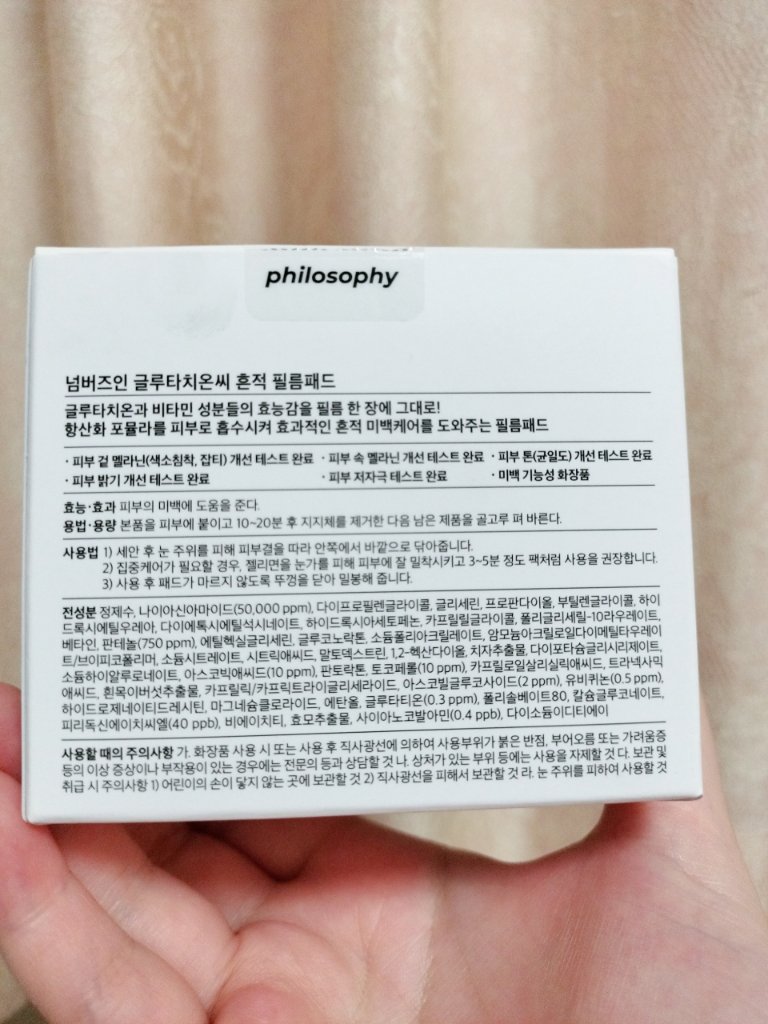 philosophy
넘버즈인 글루타치온씨 흔적 필름패드
글루타치온과 비타민 성분들의 효능감을 필름 한 장에 그대로!
항산화 포뮬라를 피부로 흡수시켜 효과적인 흔적 미백케어를 도와주는 필름패드
· 피부 겉 멜라닌(색소침착, 잡티) 개선 테스트 완료 · 피부 속 멜라닌 개선 테스트 완료 · 피부 톤(균일도) 개선 테스트 완료
· 피부 밝기 개선 테스트 완료 · 피부 저자극 테스트 완료 · 미백 기능성 화장품
효능·효과 피부의 미백에 도움을 준다.
용법·용량 본품을 피부에 붙이고 10~20분 후 지지체를 제거한 다음 남은 제품을 골고루 펴 바른다.
사용법 1) 세안 후 눈 주위를 피해 피부결을 따라 안쪽에서 바깥으로 닦아줍니다.
2) 집중케어가 필요할 경우, 젤리면을 눈가를 피해 피부에 잘 밀착시키고 3~5분 정도 팩처럼 사용을 권장합니다.
3) 사용 후 패드가 마르지 않도록 뚜껑을 닫아 밀봉해 줍니다.
전성분 정제수, 나이아신아마이드(50,000 ppm), 다이프로필렌글라이콜, 글리세린, 프로판다이올, 부틸렌글라이콜, 하이
드록시에틸우레아, 다이에톡시에틸석시네이트, 하이드록시아세토페논, 카프릴릴글라이콜, 폴리글리세릴-10라우레이트,
베타인, 판테놀(750 ppm), 에틸헥실글리세린, 글루코노락톤, 소듐폴리아크릴레이트, 암모늄아크릴로일다이메틸타우레이
트/브이피코폴리머, 소듐시트레이트, 시트릭애씨드, 말토덱스트린, 1,2-헥산다이올, 치자추출물, 다이포타슘글리시리제이트,
소듐하이알루로네이트, 아스코빅애씨드(10 ppm), 판토락톤, 토코페롤(10 ppm), 카프릴로일살리실릭애씨드, 트라넥사믹
애씨드, 흰목이버섯추출물, 카프릴릭/카프릭트라이글리세라이드, 아스코빌글루코사이드(2 ppm), 유비퀴논(0.5 ppm),
하이드로제네이티드레시틴, 마그네슘클로라이드, 에탄올, 글루타티온(0.3 ppm), 폴리솔베이트80, 칼슘글루코네이트,
피리독신에이치씨엘(40 ppb), 비에이치티, 효모추출물, 사이아노코발아민(0.4 ppb), 다이소듐이디티에이
사용할 때의 주의사항 가. 화장품 사용 시 또는 사용 후 직사광선에 의하여 사용부위가 붉은 반점, 부어오름 또는 가려움증
등의 이상 증상이나 부작용이 있는 경우에는 전문의 등과 상담할 것 나. 상처가 있는 부위 등에는 사용을 자제할 것 다. 보관 및
취급 시 주의사항 1) 어린이의 손이 닿지 않는 곳에 보관할 것 2) 직사광선을 피해서 보관할 것 라. 눈 주위를 피하여 사용할 것